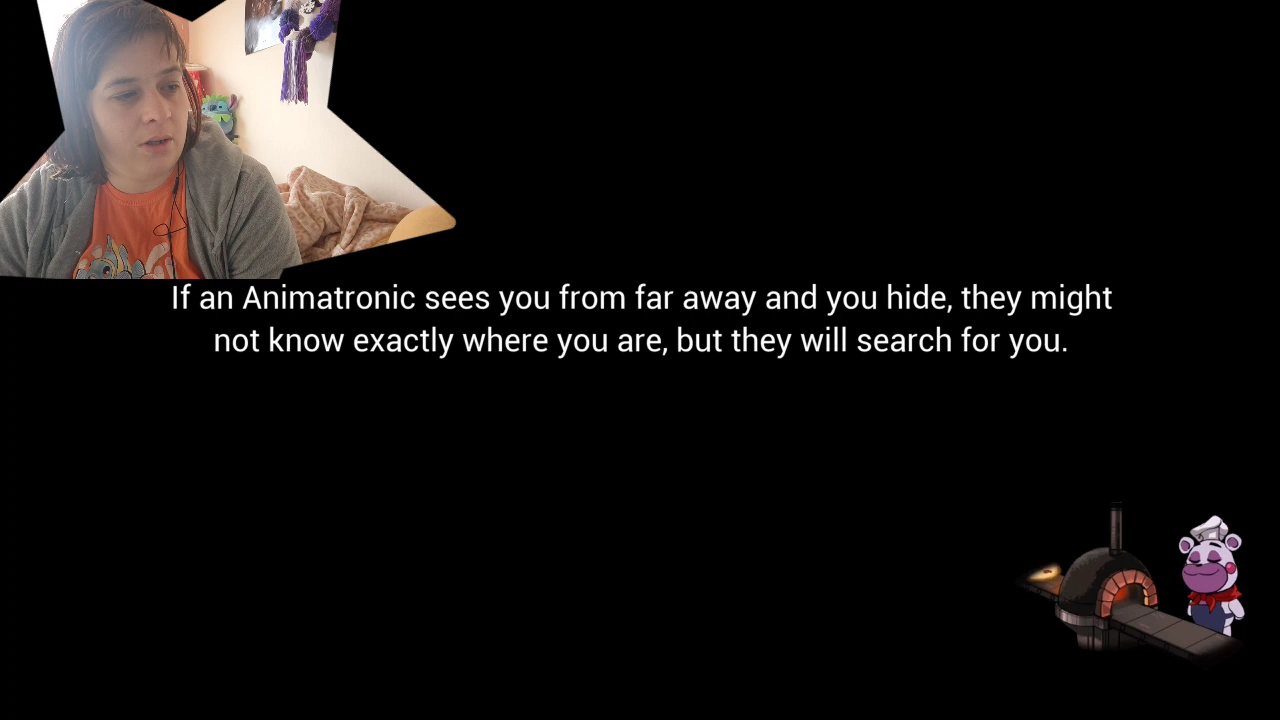 If an Animatronic sees you from far away and you hide, they might
not know exactly where you are, but they will search for you.